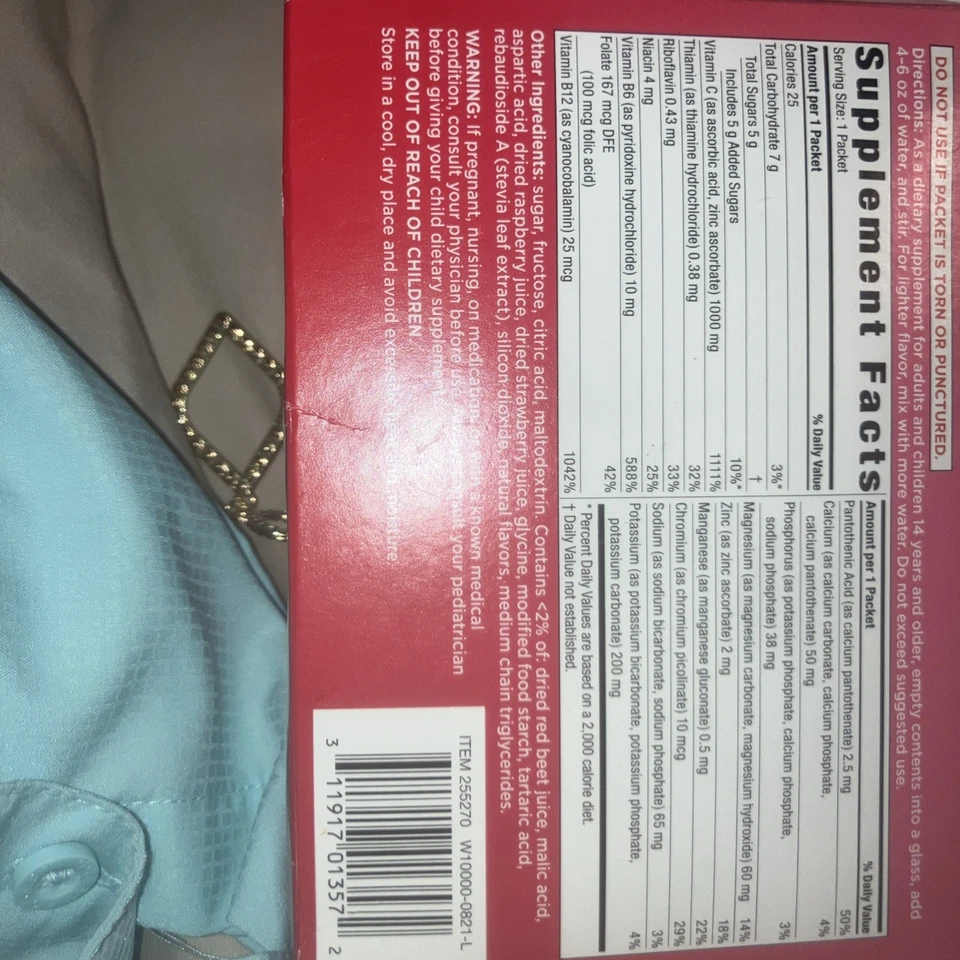 DO NOT USE IF PACKET IS TORN OR PUNCTURED.
Directions: As a dietary supplement for adults and children 14 years and older, empty contents into a glass, add
4-6 oz of water, and stir. For lighter flavor, mix with more water. Do not exceed suggested use.
Supplement Facts
Serving Size: 1 Packet
Amount per 1 Packet % Daily Value
Calories 25
Total Carbohydrate 7 g 3%*
Total Sugars 5 g †
Includes 5 g Added Sugars 10%*
Vitamin C (as ascorbic acid, zinc ascorbate) 1000 mg 1111%
Thiamin (as thiamine hydrochloride) 0.38 mg 32%
Riboflavin 0.43 mg 33%
Niacin 4 mg 25%
Vitamin B6 (as pyridoxine hydrochloride) 10 mg 588%
Folate 167 mcg DFE 42%
(100 mcg folic acid)
Vitamin B12 (as cyanocobalamin) 25 mcg 1042%
Amount per 1 Packet % Daily Value
Pantothenic Acid (as calcium pantothenate) 2.5 mg 50%
Calcium (as calcium carbonate, calcium phosphate,
calcium pantothenate) 50 mg 4%
Phosphorus (as potassium phosphate, calcium phosphate,
sodium phosphate) 38 mg 3%
Magnesium (as magnesium carbonate, magnesium hydroxide) 60 mg 14%
Zinc (as zinc ascorbate) 2 mg 18%
Manganese (as manganese gluconate) 0.5 mg 22%
Chromium (as chromium picolinate) 10 mcg 29%
Sodium (as sodium bicarbonate, sodium phosphate) 65 mg 3%
Potassium (as potassium bicarbonate, potassium phosphate,
potassium carbonate) 200 mg 4%
* Percent Daily Values are based on a 2,000 calorie diet.
† Daily Value not established.
Other Ingredients: sugar, fructose, citric acid, maltodextrin. Contains <2% of: dried red beet juice, malic acid,
aspartic acid, dried raspberry juice, dried strawberry juice, glycine, modified food starch, tartaric acid,
rebaudioside A (stevia leaf extract), silicon dioxide, natural flavors, medium chain triglycerides.
WARNING: If pregnant, nursing, on medication, a known medical
condition, consult your physician before use. your pediatrician
before giving your child dietary supplements
KEEP OUT OF REACH OF CHILDREN
Store in a cool, dry place and avoid moisture
ITEM 255270 W10000-0821-L
3 11917 01357 2